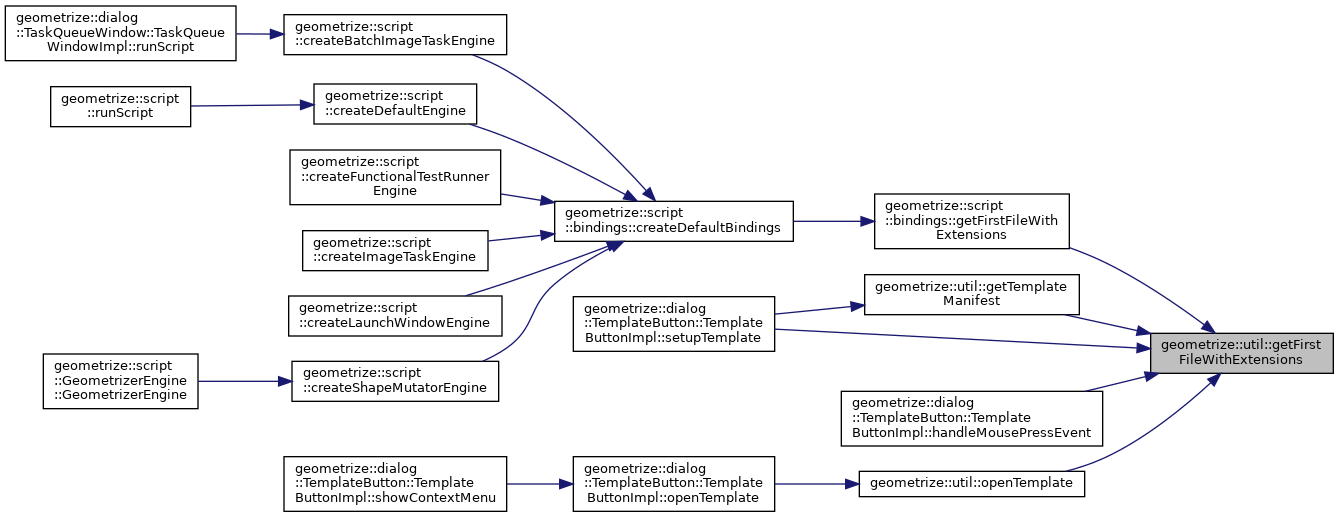 geometrize::dialog
::TaskQueueWindow::TaskQueue
WindowImpl::runScript
geometrize::script
::createBatchImageTaskEngine
geometrize::script
::runScript
geometrize::script
::createDefaultEngine
geometrize::script
::createFunctionalTestRunner
Engine
geometrize::script
::createImageTaskEngine
geometrize::script
::createLaunchWindowEngine
geometrize::script
::GeometrizerEngine
::GeometrizerEngine
geometrize::script
::createShapeMutatorEngine
geometrize::script
::bindings::createDefaultBindings
geometrize::script
::bindings::getFirstFileWith
Extensions
geometrize::util::getTemplate
Manifest
geometrize::dialog
::TemplateButton::Template
ButtonImpl::setupTemplate
geometrize::util::getFirst
FileWithExtensions
geometrize::dialog
::TemplateButton::Template
ButtonImpl::handleMousePressEvent
geometrize::dialog
::TemplateButton::Template
ButtonImpl::showContextMenu
geometrize::dialog
::TemplateButton::Template
ButtonImpl::openTemplate
geometrize::util::openTemplate